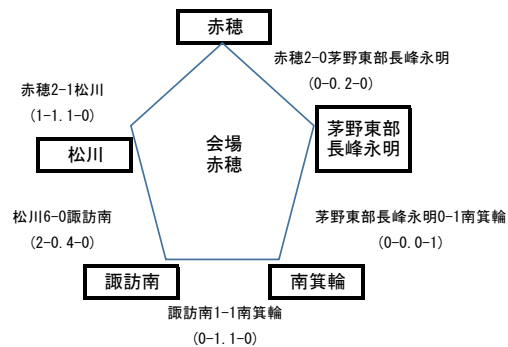 赤穂
赤穂2-0茅野東部長峰永明
(0-0.2-0)
赤穂2-1松川
(1-1.1-0)
茅野東部
長峰永明
会場
赤穂
松川
松川6-0諏訪南
(2-0.4-0)
茅野東部長峰永明0-1南箕輪
(0-0.0-1)
諏訪南
南箕輪
諏訪南1-1南箕輪
(0-1.1-0)